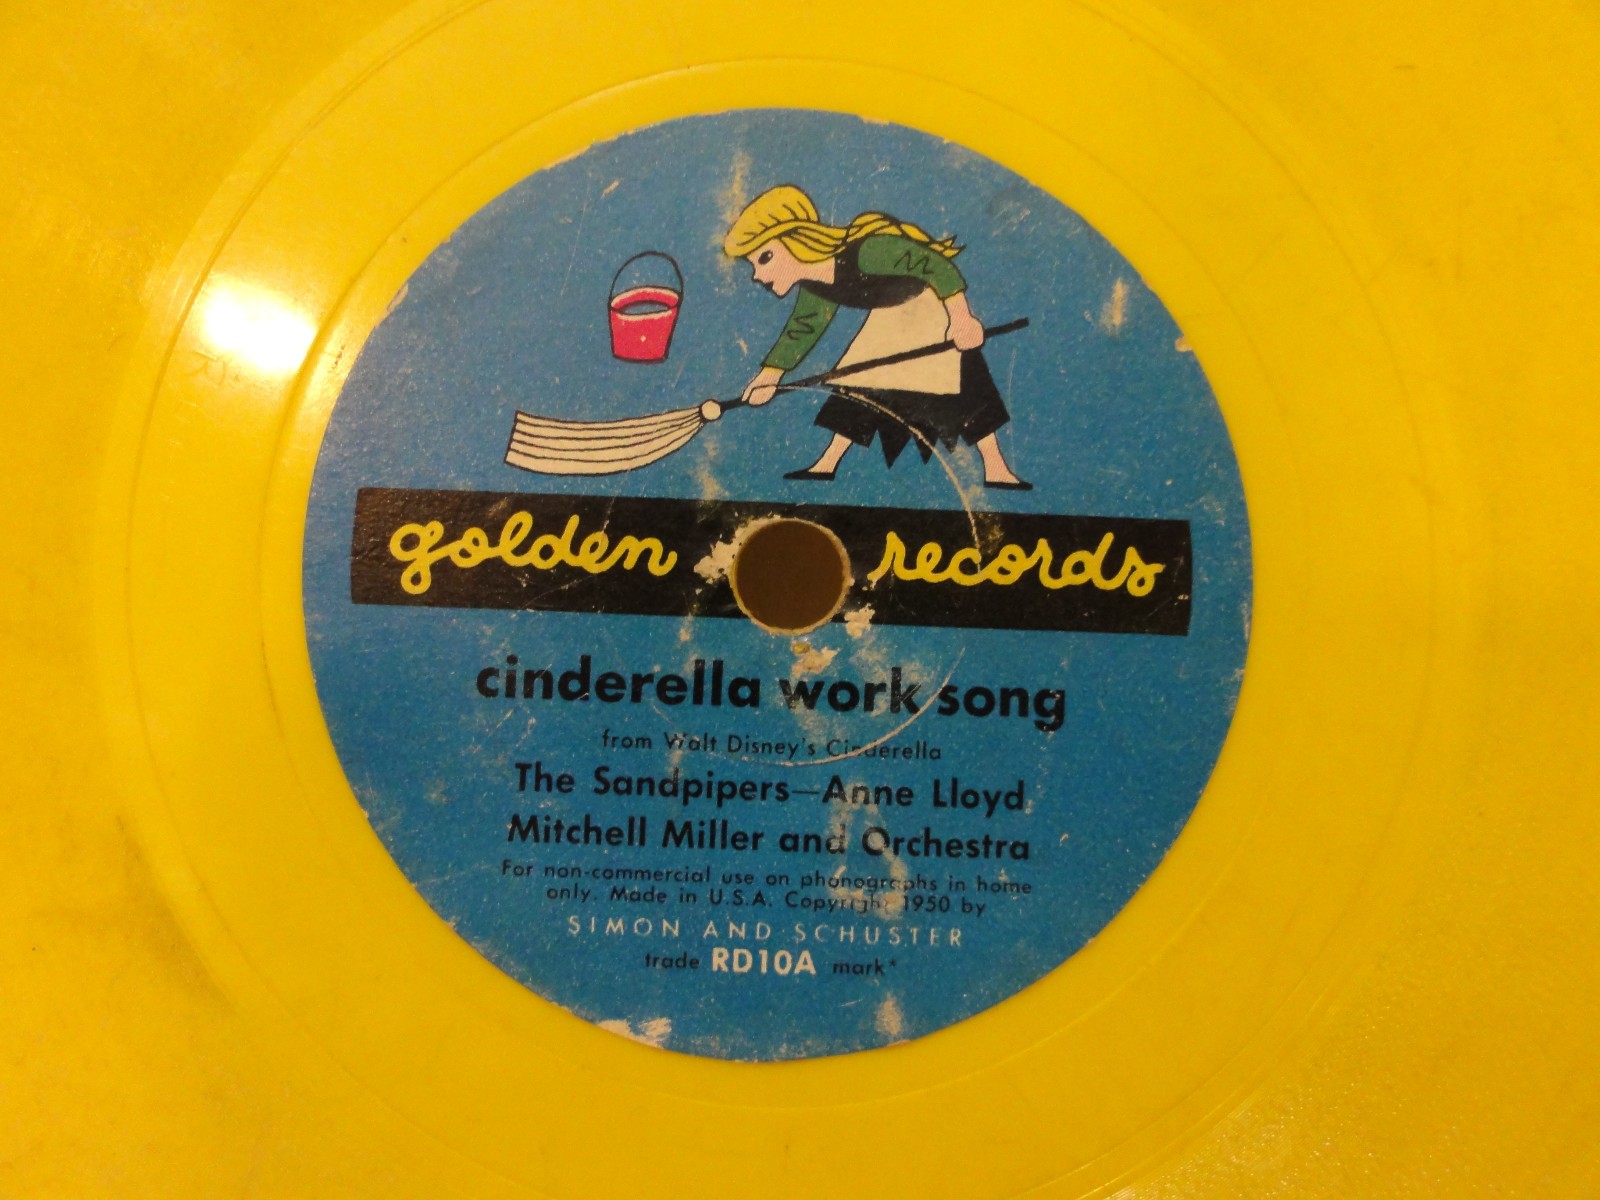 golden records
cinderella work song
from Walt Disney's Cinderella
The Sandpipers—Anne Lloyd
Mitchell Miller and Orchestra
For non-commercial use on phonographs in home
only. Made in U.S.A. Copyright 1950 by
SIMON AND SCHUSTER
trade RD10A mark*